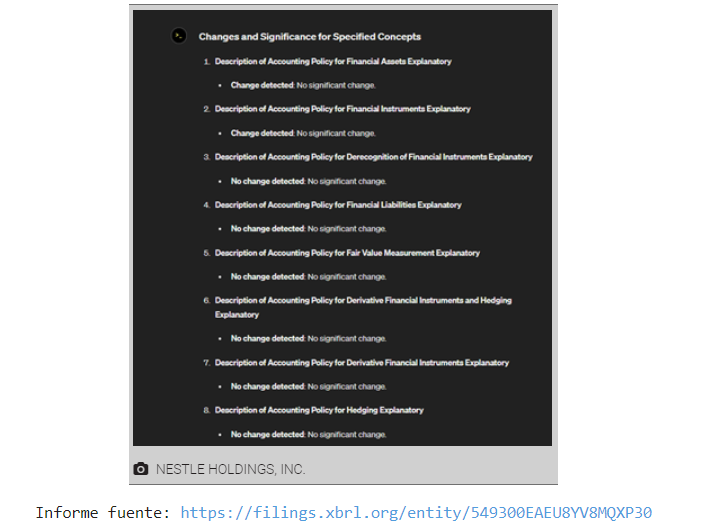 Changes and Significance for Specified Concepts
1. Description of Accounting Policy for Financial Assets Explanatory
• Change detected: No significant change.
2. Description of Accounting Policy for Financial Instruments Explanatory
• Change detected: No significant change.
3. Description of Accounting Policy for Derecognition of Financial Instruments Explanatory
• No change detected: No significant change.
4. Description of Accounting Policy for Financial Liabilities Explanatory
• No change detected: No significant change.
5. Description of Accounting Policy for Fair Value Measurement Explanatory
• No change detected: No significant change.
6. Description of Accounting Policy for Derivative Financial Instruments and Hedging
Explanatory
• No change detected: No significant change.
7. Description of Accounting Policy for Derivative Financial Instruments Explanatory
• No change detected: No significant change.
8. Description of Accounting Policy for Hedging Explanatory
• No change detected: No significant change.
NESTLE HOLDINGS, INC.
Informe fuente: https://filings.xbrl.org/entity/549300EAEU8YV8MQXP30